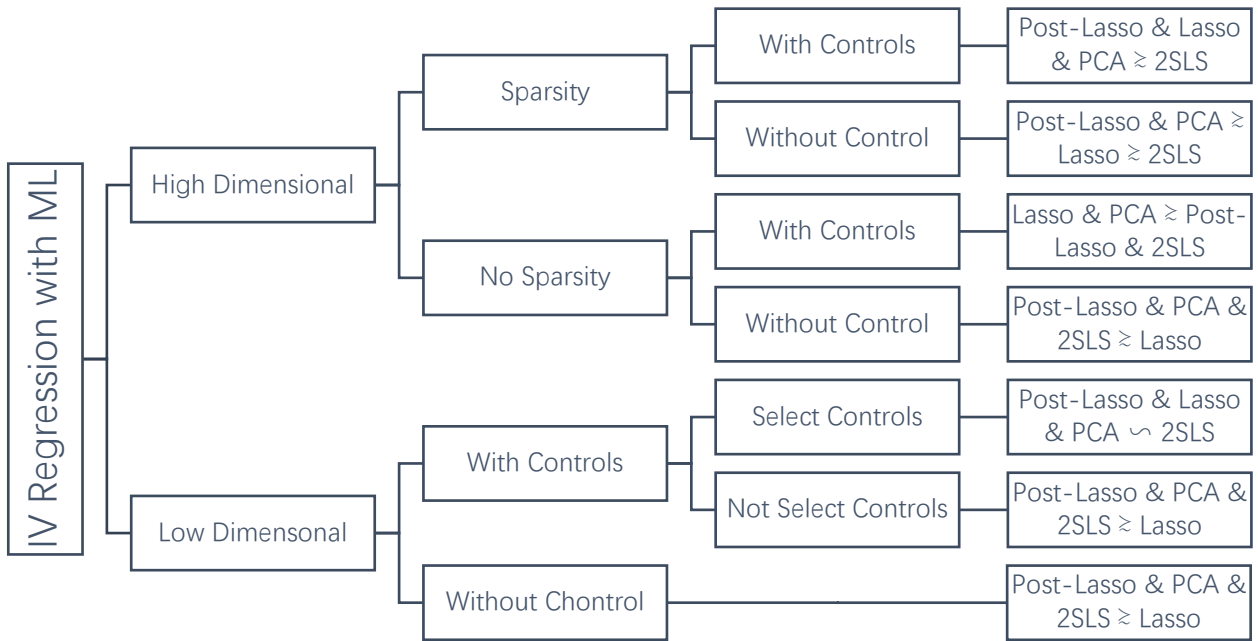 IV Regression with ML
High Dimensional
Sparsity
With Controls
Post-Lasso & Lasso
& PCA ≳ 2SLS
Without Control
Post-Lasso & PCA ≳
Lasso ≳ 2SLS
No Sparsity
With Controls
Lasso & PCA ≳ Post-
Lasso & 2SLS
Without Control
Post-Lasso & PCA &
2SLS ≳ Lasso
Low Dimensonal
With Controls
Select Controls
Post-Lasso & Lasso
& PCA ∽ 2SLS
Not Select Controls
Post-Lasso & PCA &
2SLS ≳ Lasso
Without Chontrol
Post-Lasso & PCA &
2SLS ≳ Lasso